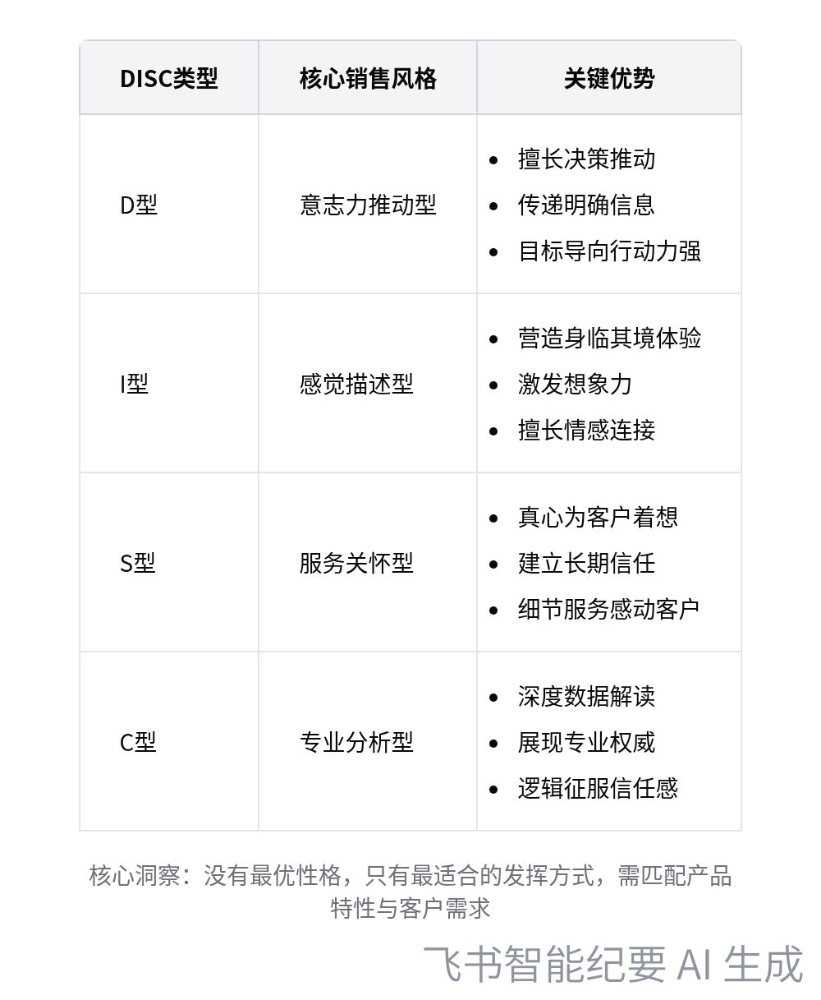 DISC类型 核心销售风格 关键优势
擅长决策推动
D型 意志力推动型 传递明确信息
目标导向行动力强
营造身临其境体验
I型 感觉描述型 激发想象力
擅长情感连接
真心为客户着想
S型 服务关怀型 建立长期信任
细节服务感动客户
深度数据解读
C型 专业分析型 展现专业权威
逻辑征服信任感
核心洞察：没有最优性格，只有最适合的发挥方式，需匹配产品
特性与客户需求
飞书智能纪要 AI 生成